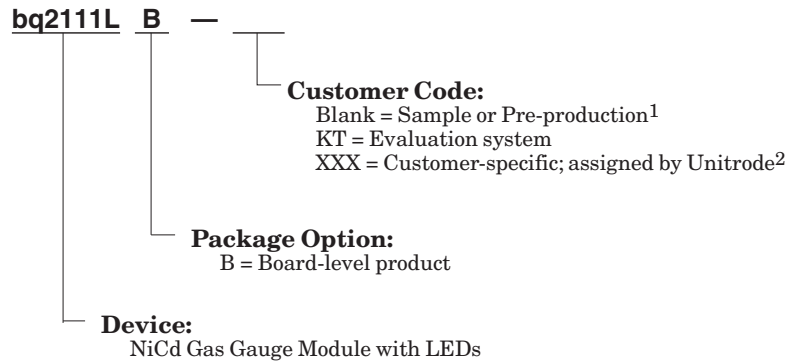 bq2111L B —
Customer Code:
Blank = Sample or Pre-production1
KT = Evaluation system
XXX = Customer-specific; assigned by Unitrode2
Package Option:
B = Board-level product
Device:
NiCd Gas Gauge Module with LEDs